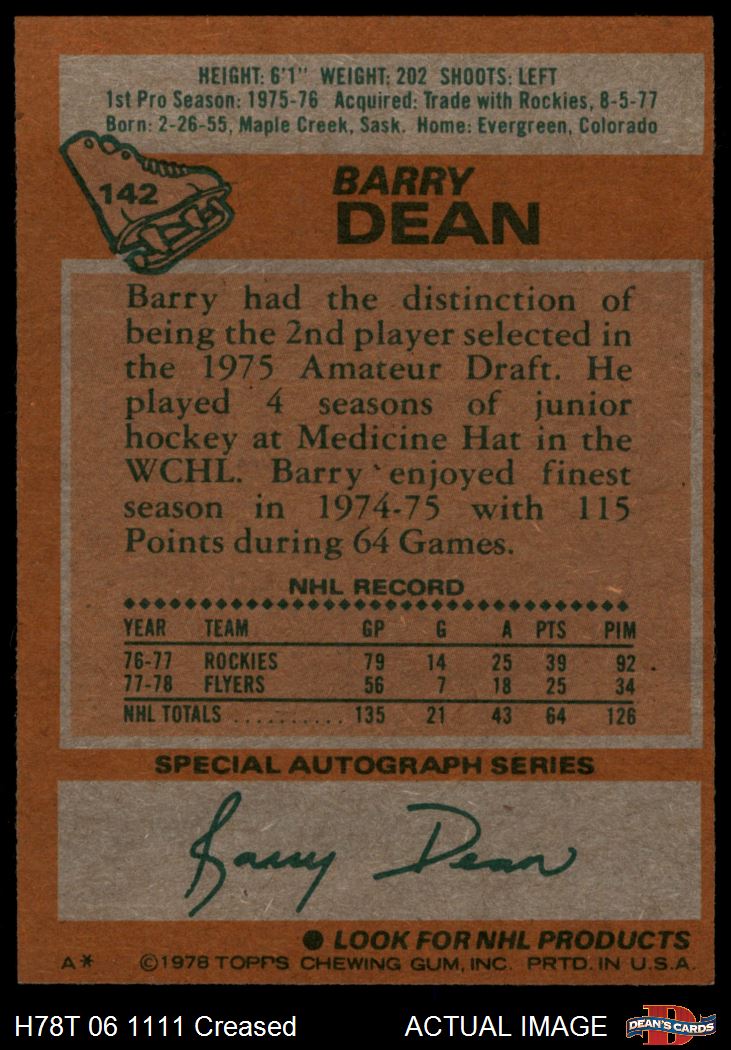 HEIGHT: 6'1" WEIGHT: 202 SHOOTS: LEFT
1st Pro Season: 1975-76 Acquired: Trade with Rockies, 8-5-77
Born: 2-26-55, Maple Creek, Sask. Home: Evergreen, Colorado
142
BARRY
DEAN
Barry had the distinction of
being the 2nd player selected in
the 1975 Amateur Draft. He
played 4 seasons of junior
hockey at Medicine Hat in the
WCHL. Barry enjoyed finest
season in 1974-75 with 115
Points during 64 Games.
NHL RECORD
YEAR TEAM GP G A PTS PIM
76-77 ROCKIES 79 14 25 39 92
77-78 FLYERS 56 7 18 25 34
NHL TOTALS .......... 135 21 43 64 126
SPECIAL AUTOGRAPH SERIES
Barry Dean
● LOOK FOR NHL PRODUCTS
A* ©1978 TOPPS CHEWING GUM, INC. PRTD. IN U.S.A.
H78T 06 1111 Creased ACTUAL IMAGE DEAN'S CARDS